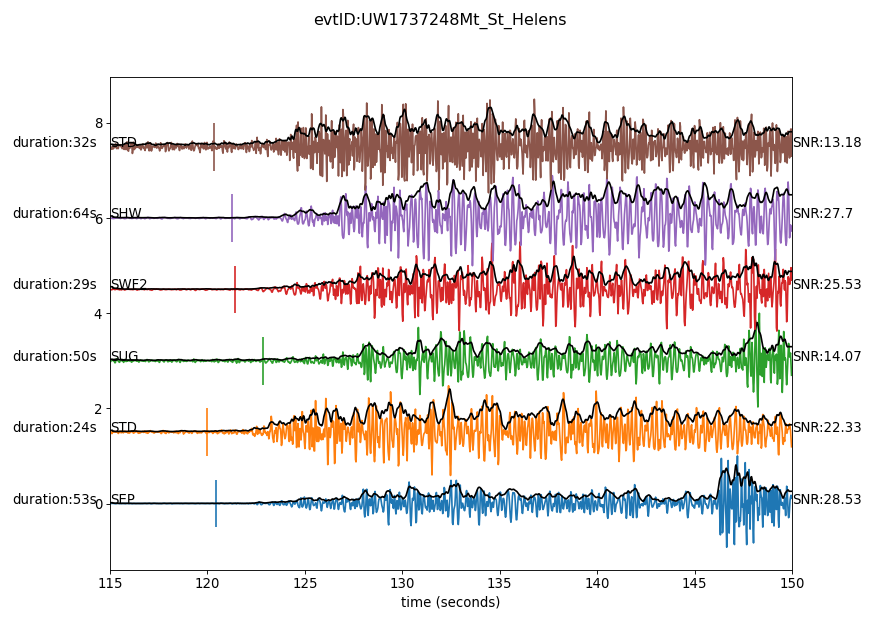 evtID:UW1737248Mt_St_Helens
8
duration:32s STD SNR:13.18
duration:64s SHW SNR:27.7
6
duration:29s SWF2 SNR:25.53
4
duration:50s SUG SNR:14.07
2
duration:24s STD SNR:22.33
duration:53s SEP SNR:28.53
0
115 120 125 130 135 140 145 150
time (seconds)